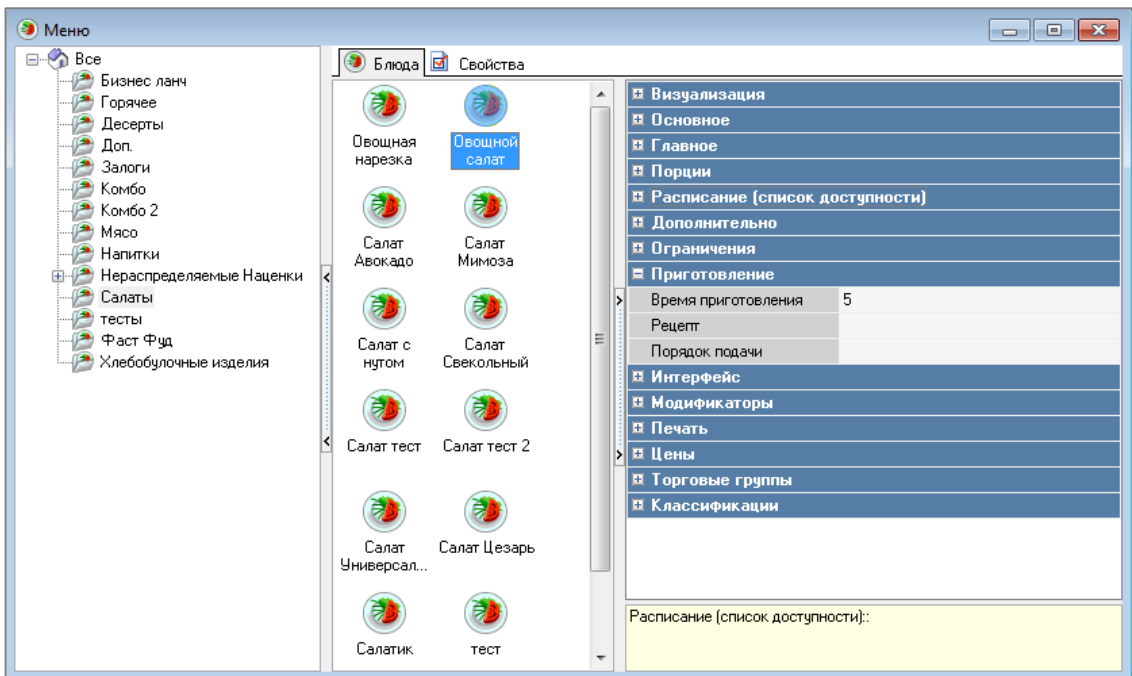 Меню
Все
Бизнес ланч
Горячее
Десерты
Доп.
Залоги
Комбо
Комбо 2
Мясо
Напитки
Нераспределяемые Наценки
Салаты
тесты
Фаст Фуд
Хлебобулочные изделия
Блюда
Свойства
Овощная
нарезка
Овощной
салат
Салат
Авокадо
Салат
Мимоза
Салат с
нутом
Салат
Свекольный
Салат тест
Салат тест 2
Салат
Универсал...
Салат Цезарь
Салатик
тест
Визуализация
Основное
Главное
Порции
Расписание (список доступности)
Дополнительно
Ограничения
Приготовление
Время приготовления 5
Рецепт
Порядок подачи
Интерфейс
Модификаторы
Печать
Цены
Торговые группы
Классификации
Расписание (список доступности)::